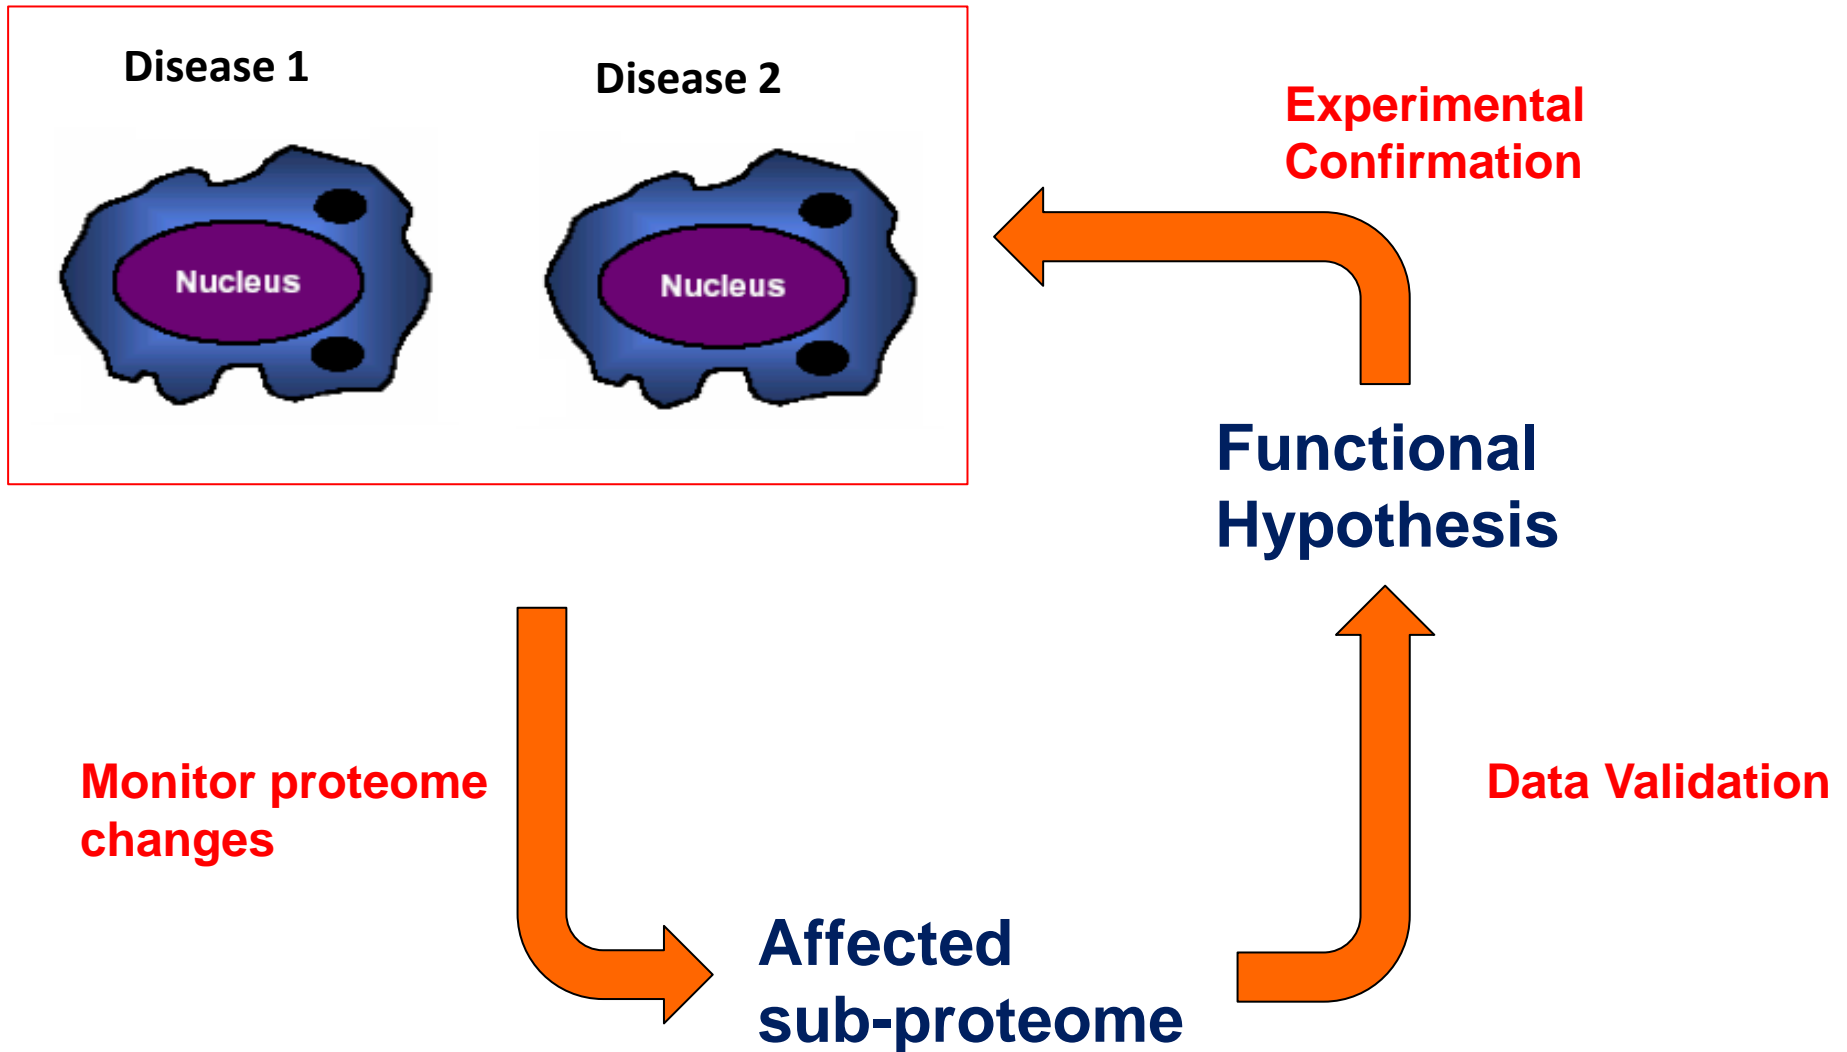 Disease 1
Disease 2
Nucleus
Nucleus
Experimental
Confirmation
Functional
Hypothesis
Monitor proteome
changes
Data Validation
Affected
sub-proteome